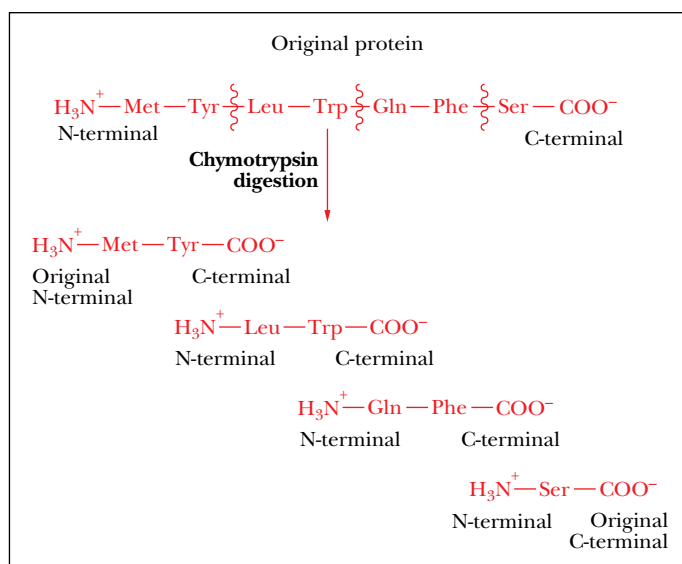 Original protein
H₃N⁺—Met—Tyr—Leu—Trp—Gln—Phe—Ser—COO⁻
N-terminal C-terminal
Chymotrypsin
digestion
H₃N⁺—Met—Tyr—COO⁻
Original C-terminal
N-terminal
H₃N⁺—Leu—Trp—COO⁻
N-terminal C-terminal
H₃N⁺—Gln—Phe—COO⁻
N-terminal C-terminal
H₃N⁺—Ser—COO⁻
N-terminal Original
C-terminal